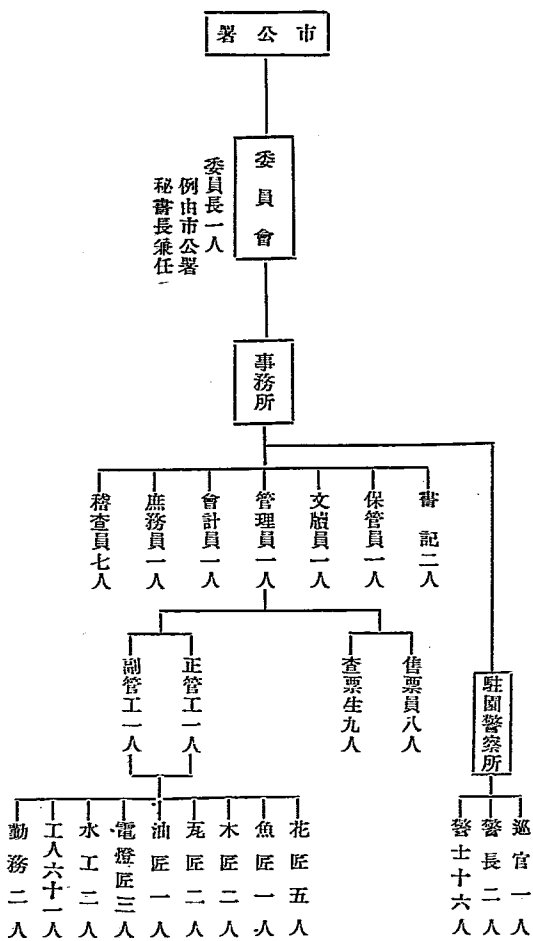 市公署
委員會
委員長一人
例由市公署
秘書長兼任
事務所
書記二人
保管員一人
文牘員一人
管理員一人
會計員一人
庶務員一人
稽查員七人
售票員八人
查票生九人
正管工一人
副管工一人
駐園警察所
巡官一人
警長二人
警士十六人
花匠五人
魚匠一人
木匠二人
瓦匠二人
油匠一人
電燈匠三人
水工二人
工人六十一人
勤務二人